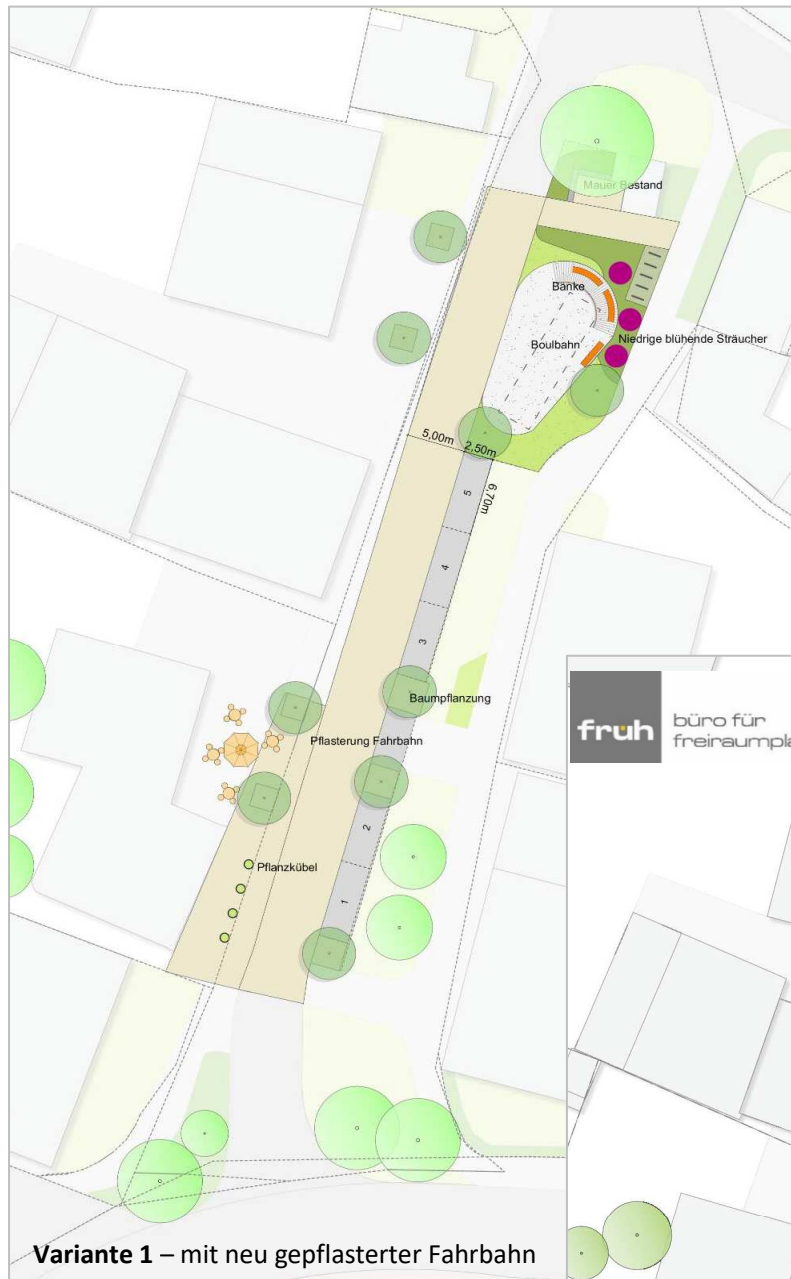 Mauer Bestand
Bänke
Niedrige blühende Sträucher
Boulbahn
5,00m
2,50m
6,70m
5
4
3
Baumpflanzung
Pflasterung Fahrbahn
2
Pflanzkübel
1
früh
büro für
Variante 1 – mit neu gepflasterter Fahrbahn